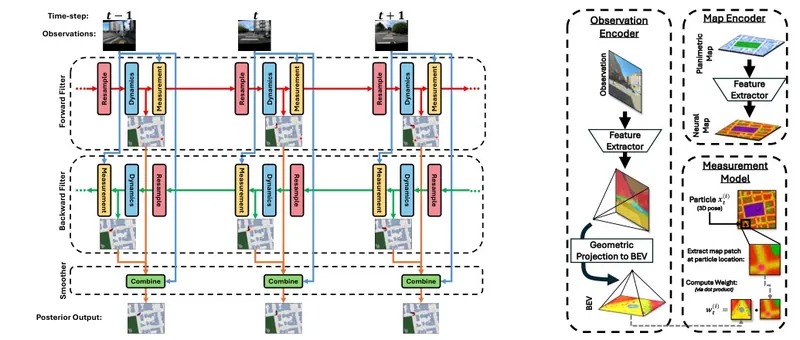 Time-step:
t − 1
t
t + 1
Observations:
Forward Filter
Resample
Dynamics
Measurement
Resample
Dynamics
Measurement
Resample
Dynamics
Measurement
Backward Filter
Measurement
Dynamics
Resample
Measurement
Dynamics
Resample
Measurement
Dynamics
Resample
Smoother
Combine
Combine
Combine
Posterior Output:
Observation
Encoder
Observation
Feature
Extractor
Geometric
Projection to BEV
BEV
Map Encoder
Planimetric
Map
Feature
Extractor
Neural
Map
Measurement
Model
Particle x_t^(i)
(3D pose)
Extract map patch
at particle location:
Compute Weight:
(via dot product)
w_t^(i) = •